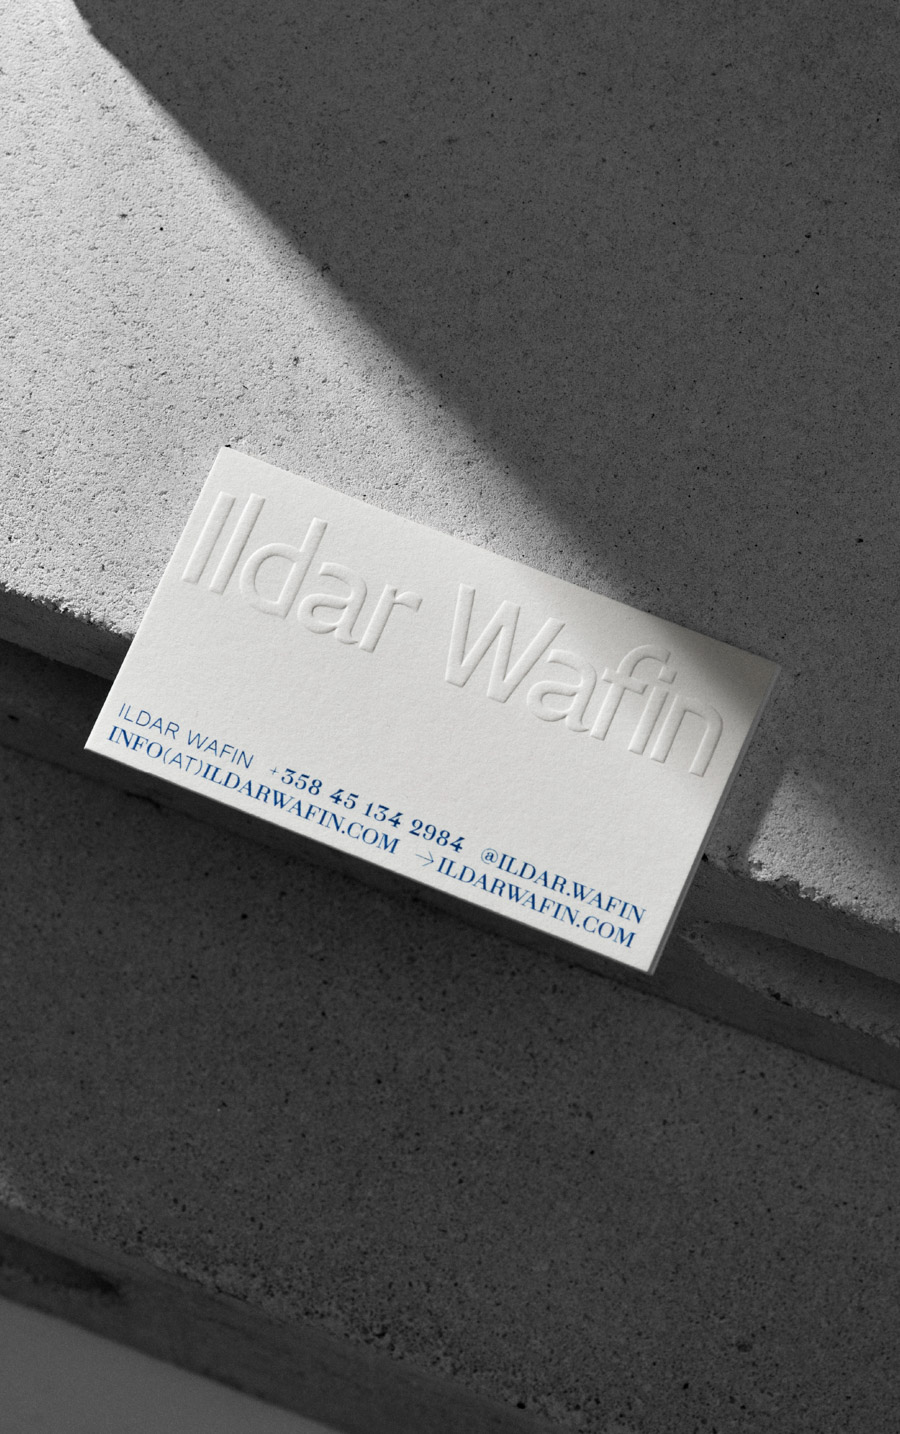 Ildar Wafin
ILDAR WAFIN +358 45 134 2984 @ILDAR.WAFIN
INFO(AT)ILDARWAFIN.COM →ILDARWAFIN.COM